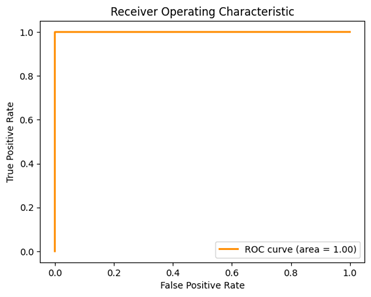 Receiver Operating Characteristic
True Positive Rate
1.0
0.8
0.6
0.4
0.2
0.0
ROC curve (area = 1.00)
0.0 0.2 0.4 0.6 0.8 1.0
False Positive Rate